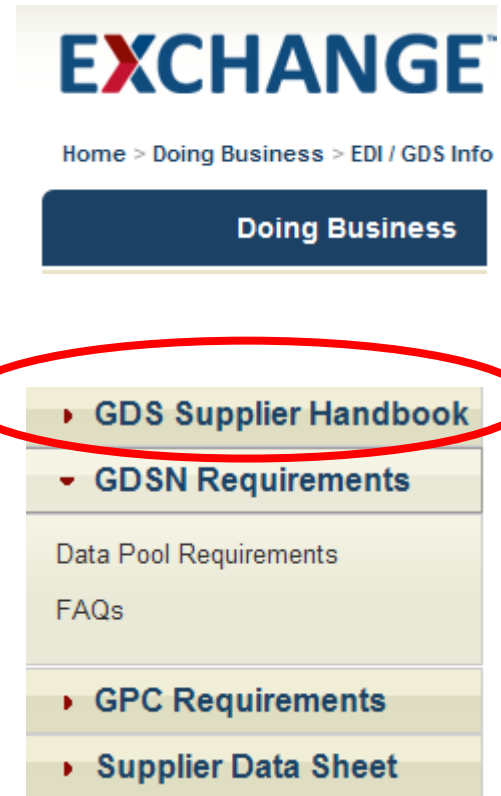 EXCHANGE™
Home > Doing Business > EDI / GDS Info
Doing Business
GDS Supplier Handbook
GDSN Requirements
Data Pool Requirements
FAQs
GPC Requirements
Supplier Data Sheet